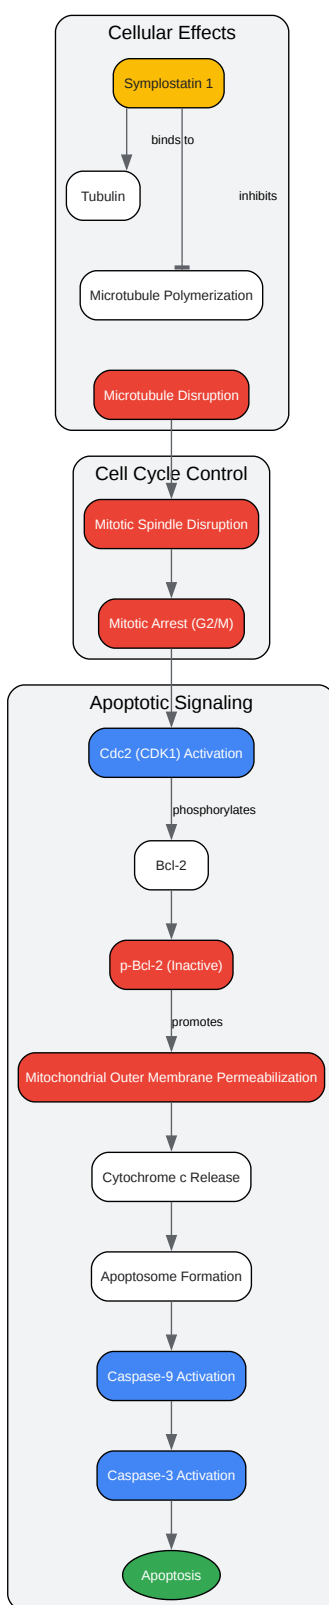 Cellular Effects
Symplostatin 1
binds to
Tubulin
inhibits
Microtubule Polymerization
Microtubule Disruption
Cell Cycle Control
Mitotic Spindle Disruption
Mitotic Arrest (G2/M)
Apoptotic Signaling
Cdc2 (CDK1) Activation
phosphorylates
Bcl-2
p-Bcl-2 (Inactive)
promotes
Mitochondrial Outer Membrane Permeabilization
Cytochrome c Release
Apoptosome Formation
Caspase-9 Activation
Caspase-3 Activation
Apoptosis